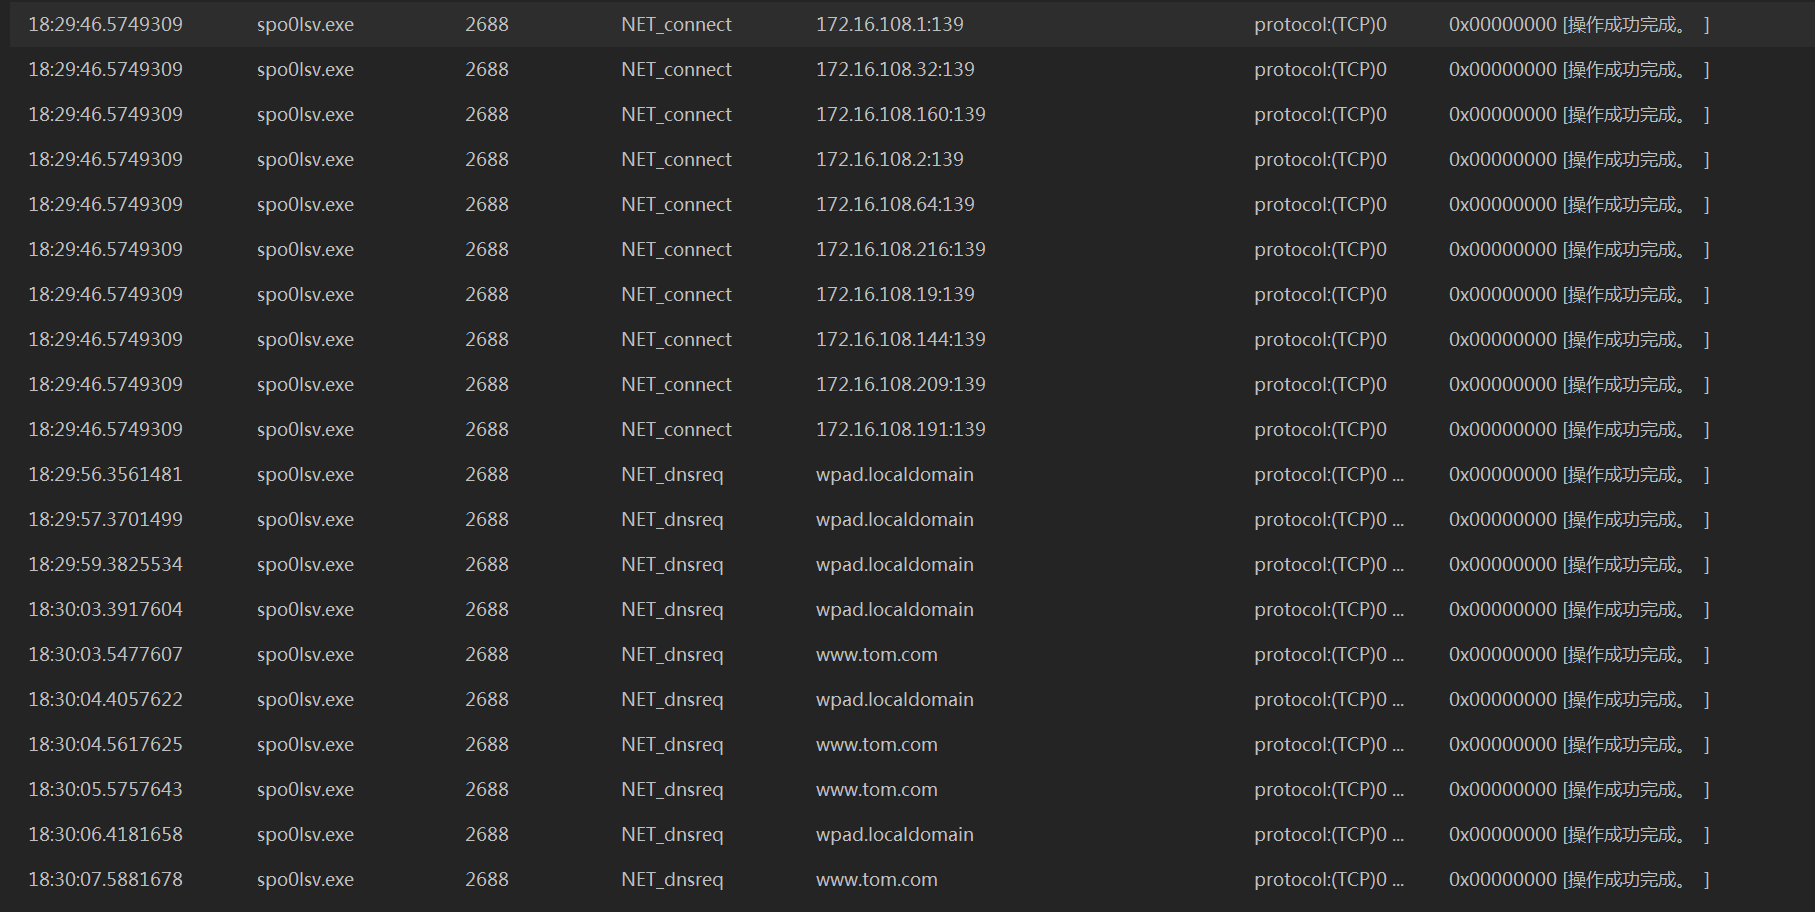 18:29:46.5749309 spo0lsv.exe 2688 NET_connect 172.16.108.1:139 protocol:(TCP)0 0x00000000 [操作成功完成。 ]
18:29:46.5749309 spo0lsv.exe 2688 NET_connect 172.16.108.32:139 protocol:(TCP)0 0x00000000 [操作成功完成。 ]
18:29:46.5749309 spo0lsv.exe 2688 NET_connect 172.16.108.160:139 protocol:(TCP)0 0x00000000 [操作成功完成。 ]
18:29:46.5749309 spo0lsv.exe 2688 NET_connect 172.16.108.2:139 protocol:(TCP)0 0x00000000 [操作成功完成。 ]
18:29:46.5749309 spo0lsv.exe 2688 NET_connect 172.16.108.64:139 protocol:(TCP)0 0x00000000 [操作成功完成。 ]
18:29:46.5749309 spo0lsv.exe 2688 NET_connect 172.16.108.216:139 protocol:(TCP)0 0x00000000 [操作成功完成。 ]
18:29:46.5749309 spo0lsv.exe 2688 NET_connect 172.16.108.19:139 protocol:(TCP)0 0x00000000 [操作成功完成。 ]
18:29:46.5749309 spo0lsv.exe 2688 NET_connect 172.16.108.144:139 protocol:(TCP)0 0x00000000 [操作成功完成。 ]
18:29:46.5749309 spo0lsv.exe 2688 NET_connect 172.16.108.209:139 protocol:(TCP)0 0x00000000 [操作成功完成。 ]
18:29:46.5749309 spo0lsv.exe 2688 NET_connect 172.16.108.191:139 protocol:(TCP)0 0x00000000 [操作成功完成。 ]
18:29:56.3561481 spo0lsv.exe 2688 NET_dnsreq wpad.localdomain protocol:(TCP)0 ... 0x00000000 [操作成功完成。 ]
18:29:57.3701499 spo0lsv.exe 2688 NET_dnsreq wpad.localdomain protocol:(TCP)0 ... 0x00000000 [操作成功完成。 ]
18:29:59.3825534 spo0lsv.exe 2688 NET_dnsreq wpad.localdomain protocol:(TCP)0 ... 0x00000000 [操作成功完成。 ]
18:30:03.3917604 spo0lsv.exe 2688 NET_dnsreq wpad.localdomain protocol:(TCP)0 ... 0x00000000 [操作成功完成。 ]
18:30:03.5477607 spo0lsv.exe 2688 NET_dnsreq www.tom.com protocol:(TCP)0 ... 0x00000000 [操作成功完成。 ]
18:30:04.4057622 spo0lsv.exe 2688 NET_dnsreq wpad.localdomain protocol:(TCP)0 ... 0x00000000 [操作成功完成。 ]
18:30:04.5617625 spo0lsv.exe 2688 NET_dnsreq www.tom.com protocol:(TCP)0 ... 0x00000000 [操作成功完成。 ]
18:30:05.5757643 spo0lsv.exe 2688 NET_dnsreq www.tom.com protocol:(TCP)0 ... 0x00000000 [操作成功完成。 ]
18:30:06.4181658 spo0lsv.exe 2688 NET_dnsreq wpad.localdomain protocol:(TCP)0 ... 0x00000000 [操作成功完成。 ]
18:30:07.5881678 spo0lsv.exe 2688 NET_dnsreq www.tom.com protocol:(TCP)0 ... 0x00000000 [操作成功完成。 ]